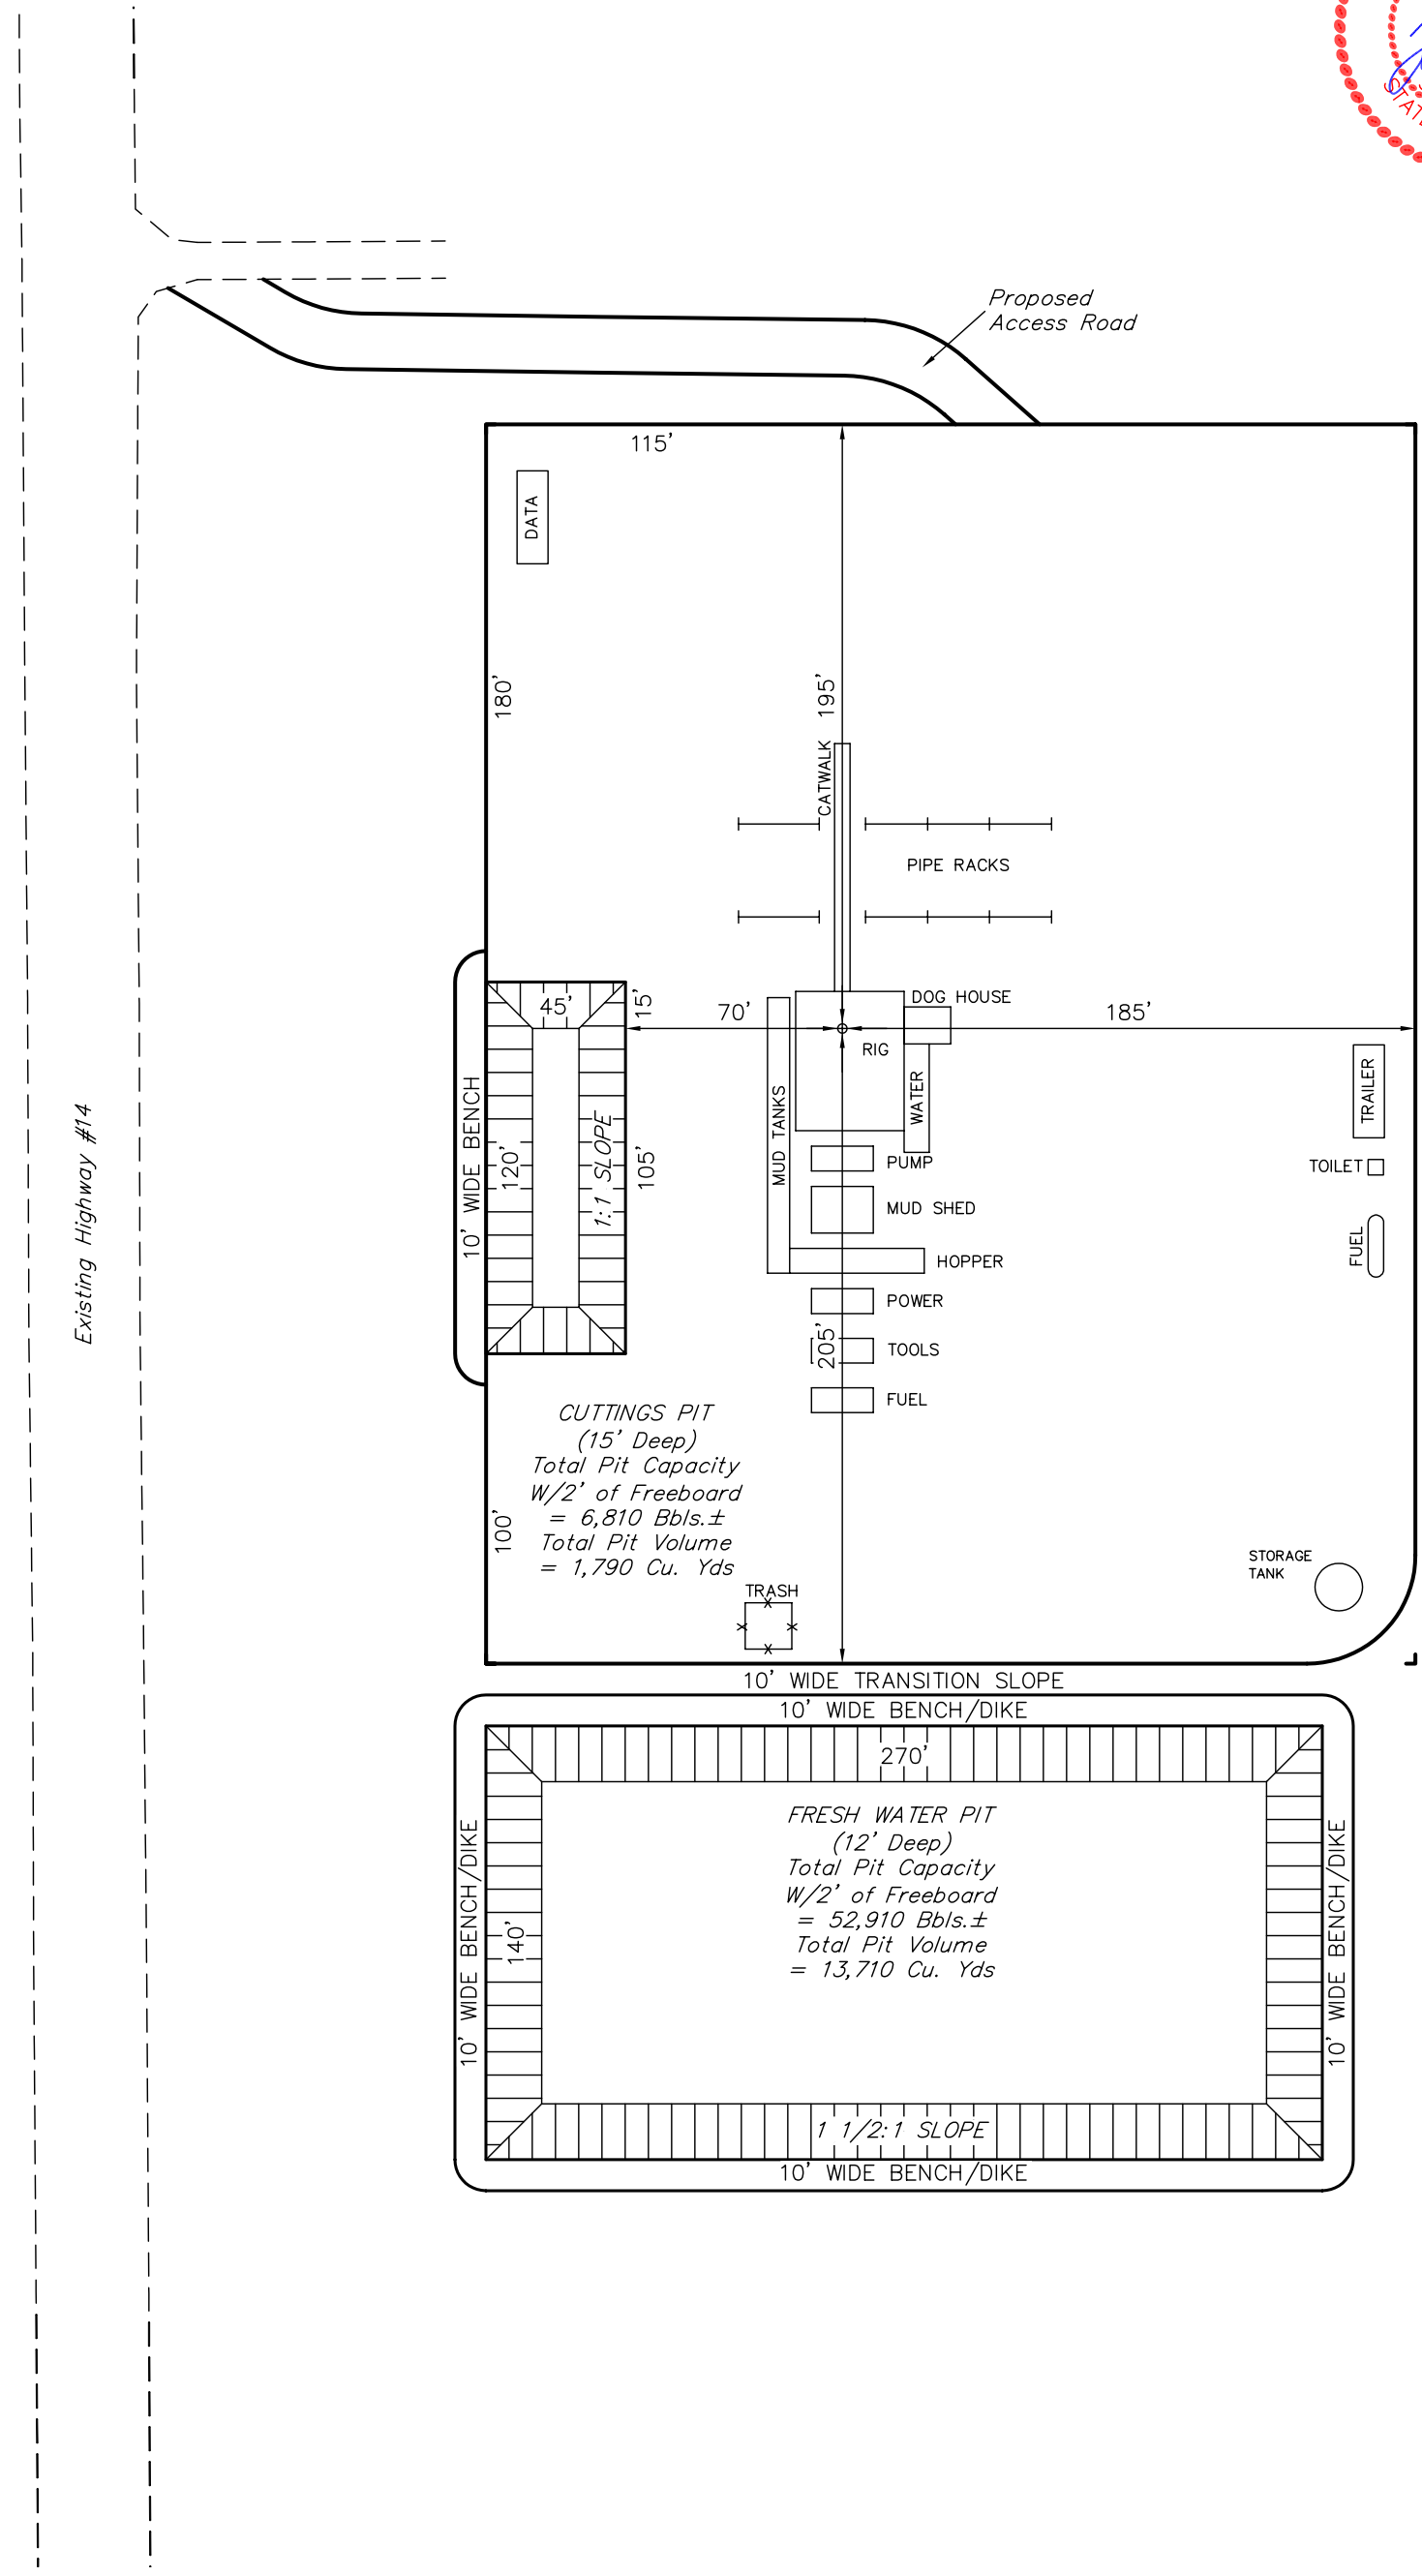 Proposed
Access Road
115'
DATA
180'
195'
CATWALK
PIPE RACKS
45'
15'
70'
DOG HOUSE
185'
RIG
10' WIDE BENCH
120'
1:1 SLOPE
105'
MUD TANKS
WATER
TRAILER
PUMP
TOILET
MUD SHED
FUEL
HOPPER
POWER
205'
TOOLS
FUEL
Existing Highway #14
CUTTINGS PIT
(15' Deep)
Total Pit Capacity
W/2' of Freeboard
= 6,810 Bbls.±
Total Pit Volume
= 1,790 Cu. Yds
100'
TRASH
STORAGE
TANK
10' WIDE TRANSITION SLOPE
10' WIDE BENCH/DIKE
270'
FRESH WATER PIT
(12' Deep)
Total Pit Capacity
W/2' of Freeboard
= 52,910 Bbls.±
Total Pit Volume
= 13,710 Cu. Yds
10' WIDE BENCH/DIKE
140'
10' WIDE BENCH/DIKE
1 1/2:1 SLOPE
10' WIDE BENCH/DIKE